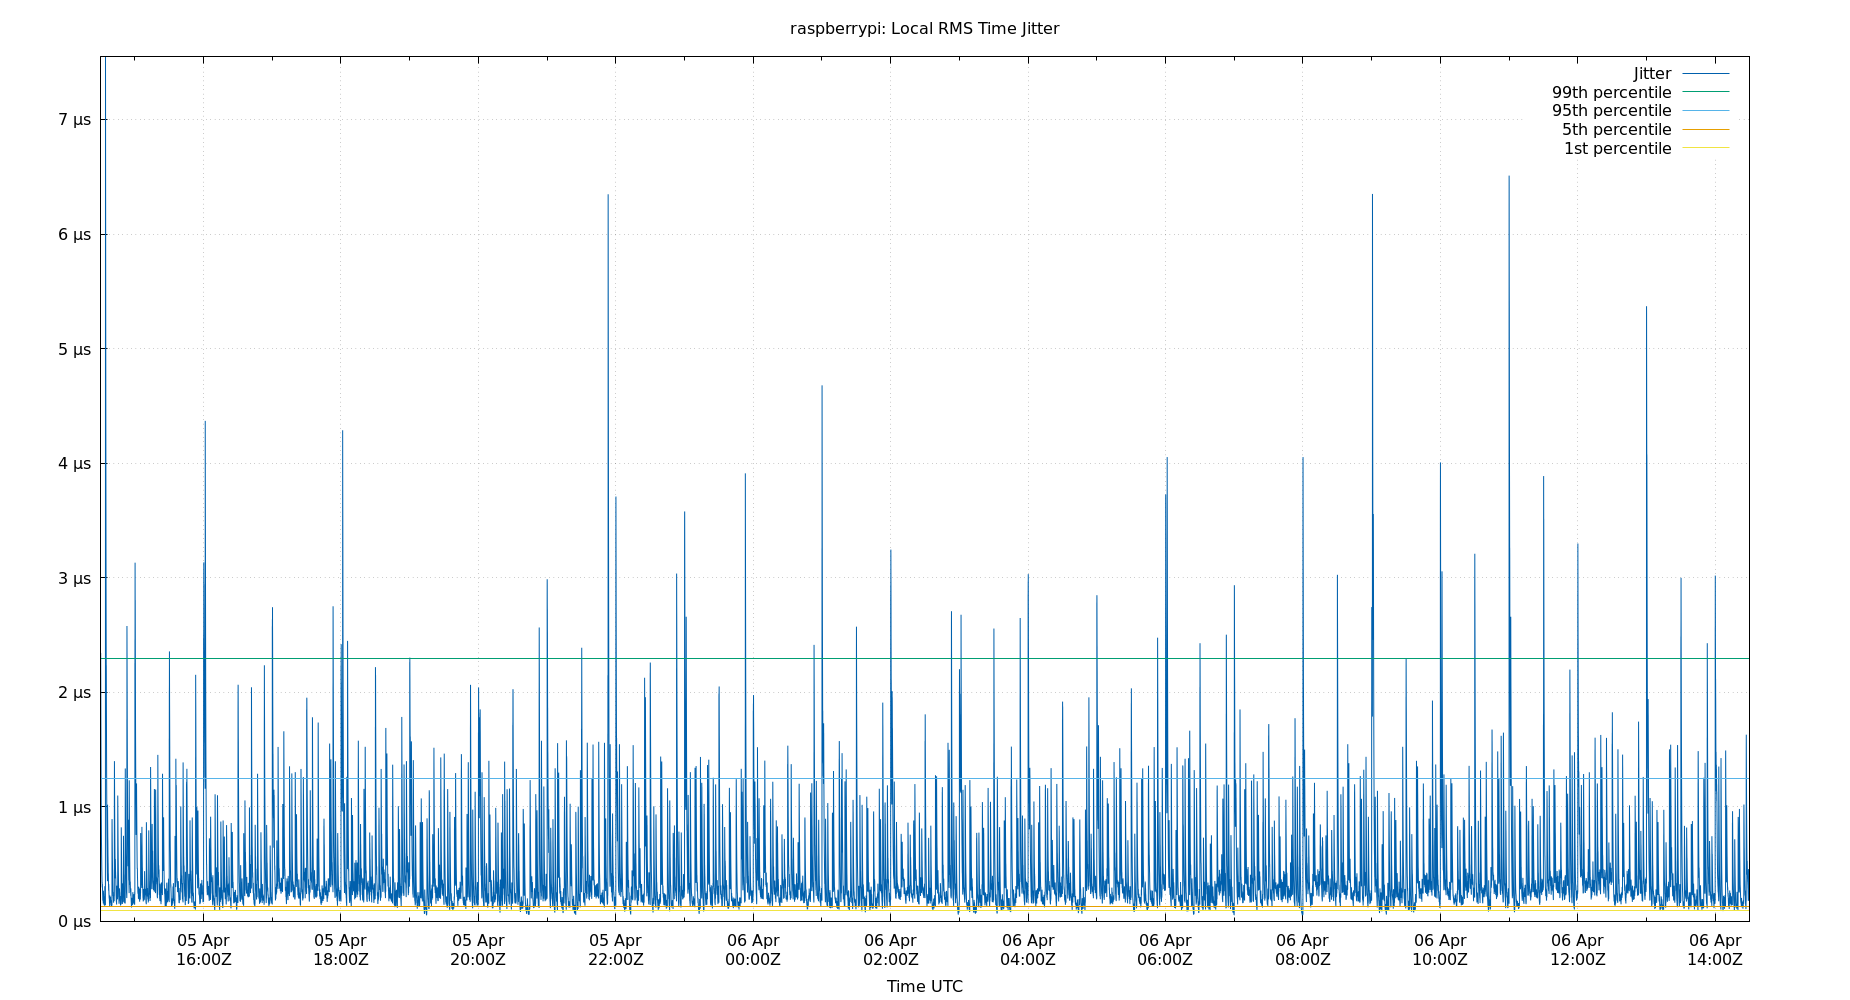 raspberrypi: Local RMS Time Jitter
Jitter
99th percentile
95th percentile
5th percentile
1st percentile
7 µs
6 µs
5 µs
4 µs
3 µs
2 µs
1 µs
0 µs
05 Apr 05 Apr 05 Apr 05 Apr 06 Apr 06 Apr 06 Apr 06 Apr 06 Apr 06 Apr 06 Apr 06 Apr
16:00Z 18:00Z 20:00Z 22:00Z 00:00Z 02:00Z 04:00Z 06:00Z 08:00Z 10:00Z 12:00Z 14:00Z
Time UTC